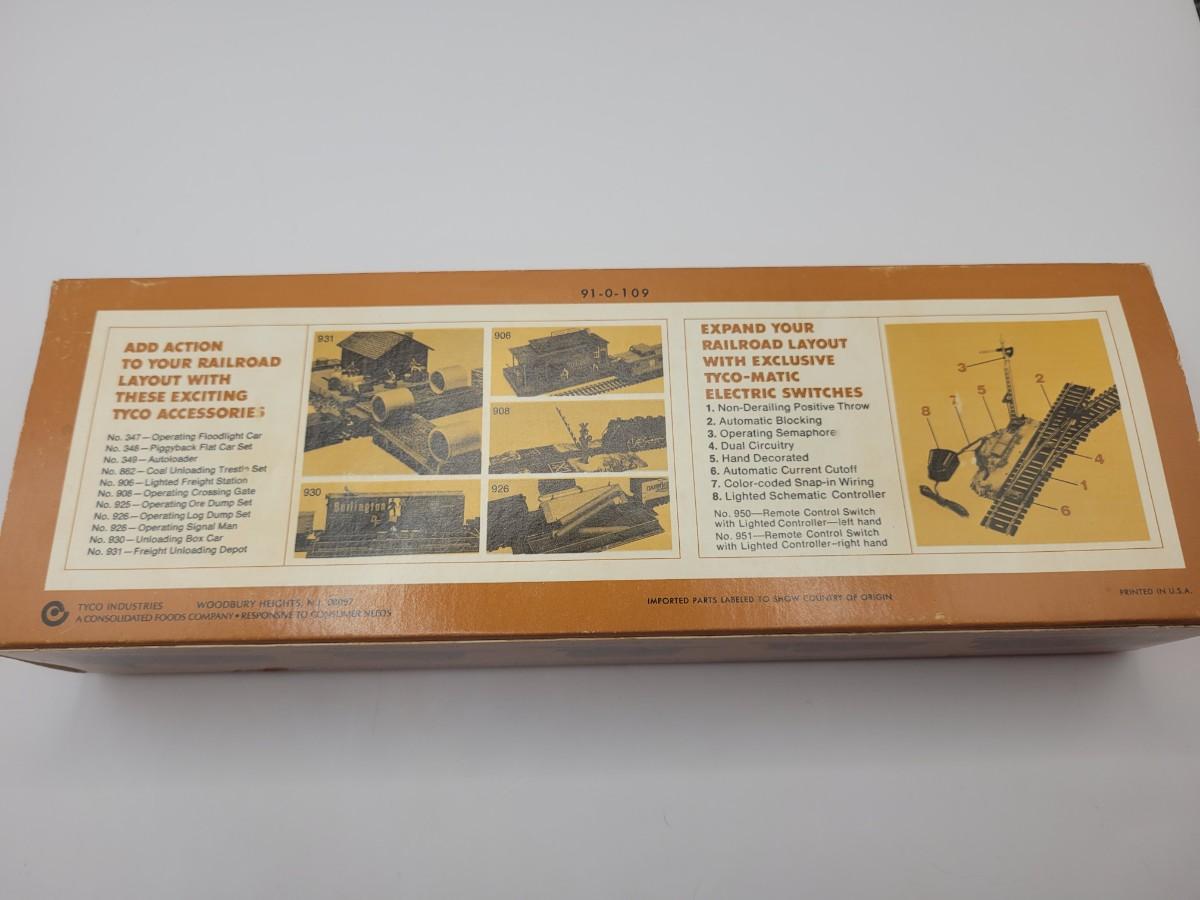 91-0-109
ADD ACTION
TO YOUR RAILROAD
LAYOUT WITH
THESE EXCITING
TYCO ACCESSORIES
No. 347—Operating Floodlight Car
No. 348—Piggyback Flat Car Set
No. 349—Autoloader
No. 862—Coal Unloading Trestle Set
No. 906—Lighted Freight Station
No. 908—Operating Crossing Gate
No. 925—Operating Ore Dump Set
No. 926—Operating Log Dump Set
No. 928—Operating Signal Man
No. 930—Unloading Box Car
No. 931—Freight Unloading Depot
931
906
908
930
Burlington
926
EXPAND YOUR
RAILROAD LAYOUT
WITH EXCLUSIVE
TYCO-MATIC
ELECTRIC SWITCHES
1. Non-Derailing Positive Throw
2. Automatic Blocking
3. Operating Semaphore
4. Dual Circuitry
5. Hand Decorated
6. Automatic Current Cutoff
7. Color-coded Snap-in Wiring
8. Lighted Schematic Controller
No. 950—Remote Control Switch
with Lighted Controller—left hand
No. 951—Remote Control Switch
with Lighted Controller—right hand
3
2
5
7
8
4
1
6
TYCO INDUSTRIES WOODBURY HEIGHTS, N.J. 08097
A CONSOLIDATED FOODS COMPANY • RESPONSIVE TO CONSUMER NEEDS
IMPORTED PARTS LABELED TO SHOW COUNTRY OF ORIGIN
PRINTED IN U.S.A.